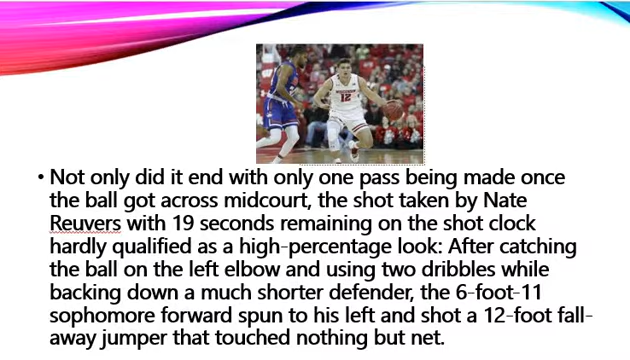 WISCONSIN
12
• Not only did it end with only one pass being made once
the ball got across midcourt, the shot taken by Nate
Reuvers with 19 seconds remaining on the shot clock
hardly qualified as a high-percentage look: After catching
the ball on the left elbow and using two dribbles while
backing down a much shorter defender, the 6-foot-11
sophomore forward spun to his left and shot a 12-foot fall-
away jumper that touched nothing but net.